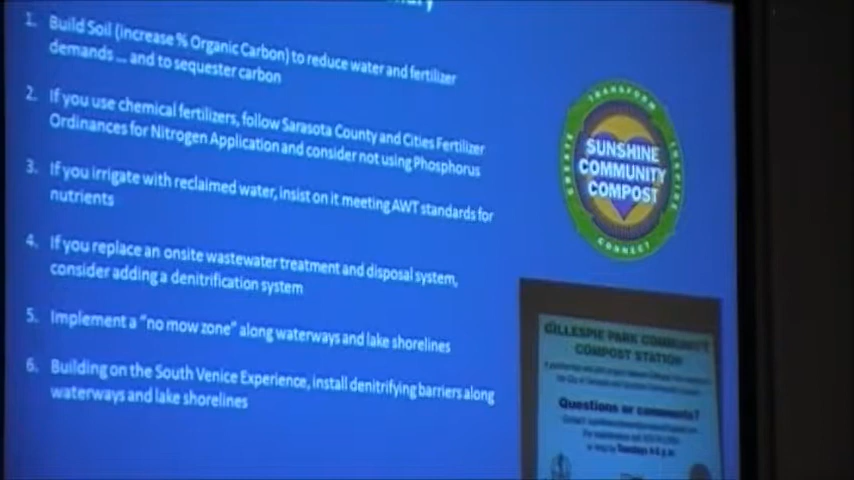 1. Build Soil (increase % Organic Carbon) to reduce water and fertilizer
demands ... and to sequester carbon
2. If you use chemical fertilizers, follow Sarasota County and Cities Fertilizer
Ordinances for Nitrogen Application and consider not using Phosphorus
3. If you irrigate with reclaimed water, insist on it meeting AWT standards for
nutrients
4. If you replace an onsite wastewater treatment and disposal system,
consider adding a denitrification system
5. Implement a "no mow zone" along waterways and lake shorelines
6. Building on the South Venice Experience, install denitrifying barriers along
waterways and lake shorelines
TRANSFORM
INSPIRE
CONNECT
CREATE
SUNSHINE
COMMUNITY
COMPOST
GILLESPIE PARK COMMUNITY
COMPOST STATION
Questions or comments?